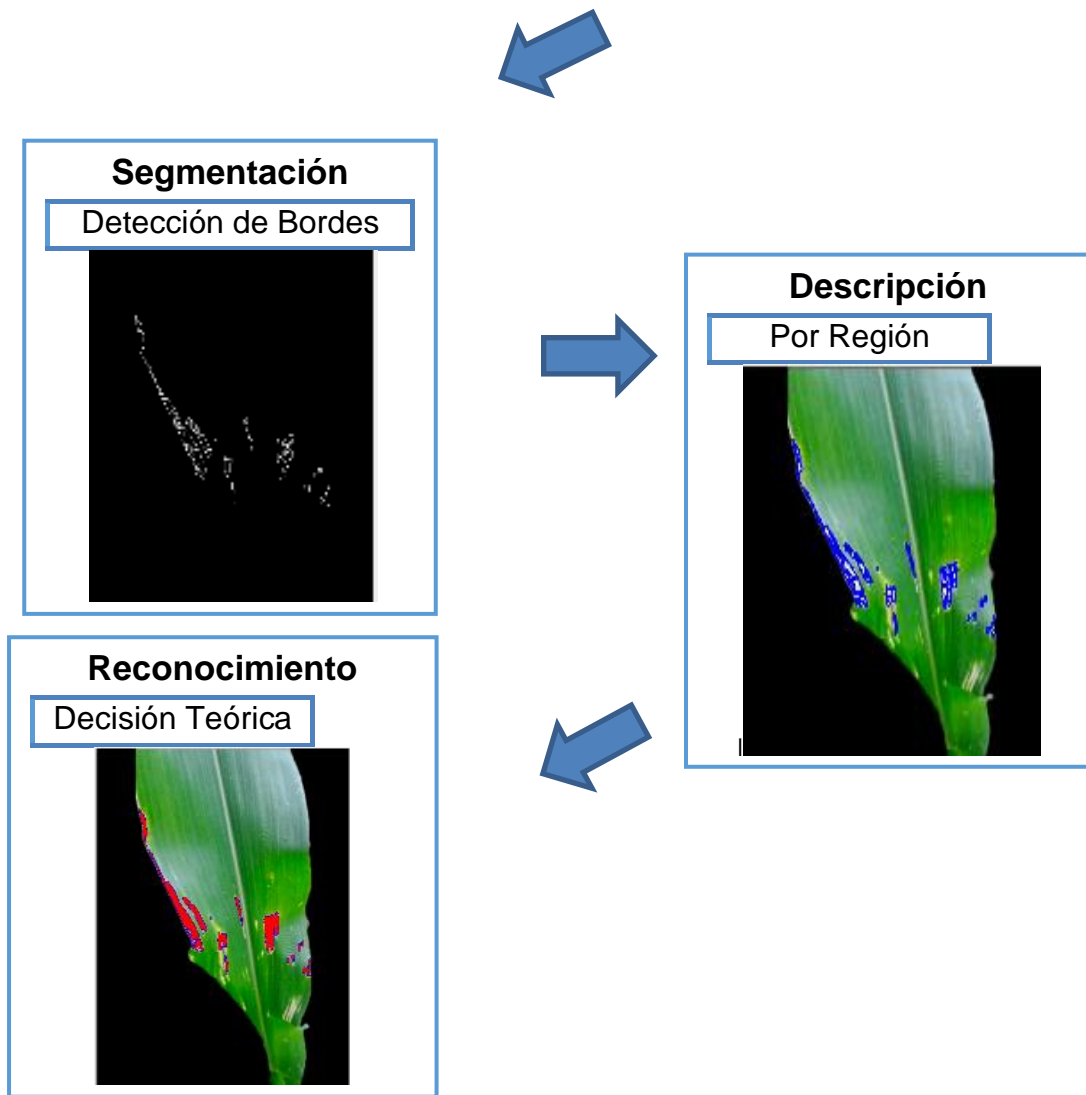 Segmentación
Detección de Bordes
Descripción
Por Región
Reconocimiento
Decisión Teórica